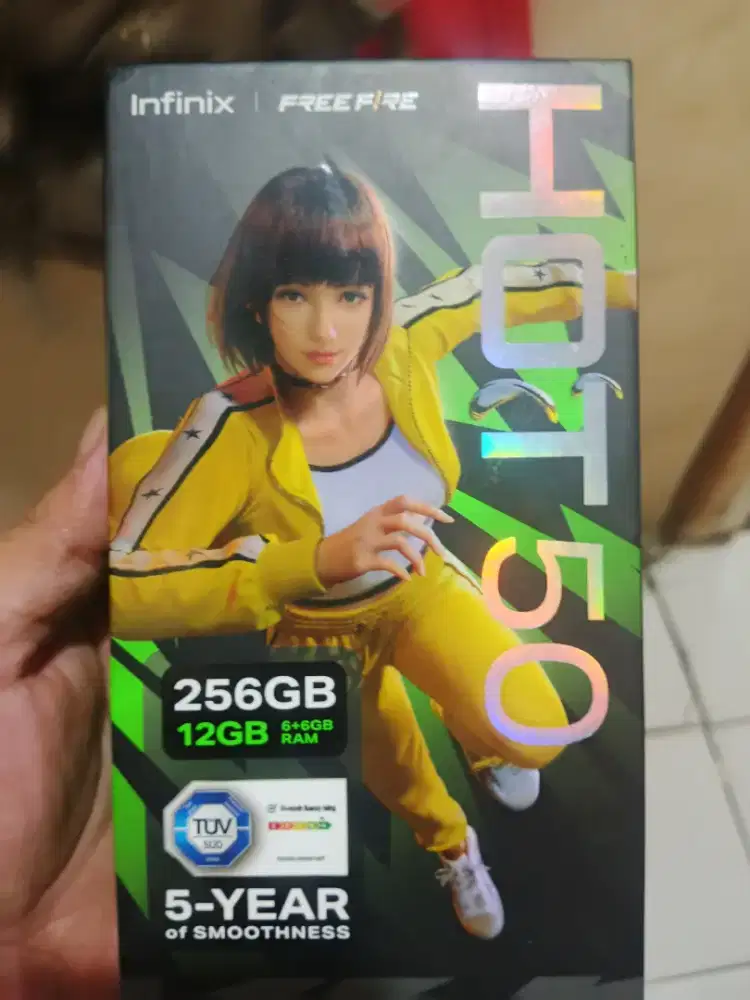 Infinix | FREE FIRE
HOT 50
256GB
12GB 6+6GB
RAM
TÜV
SÜD
5-YEAR
of SMOOTHNESS